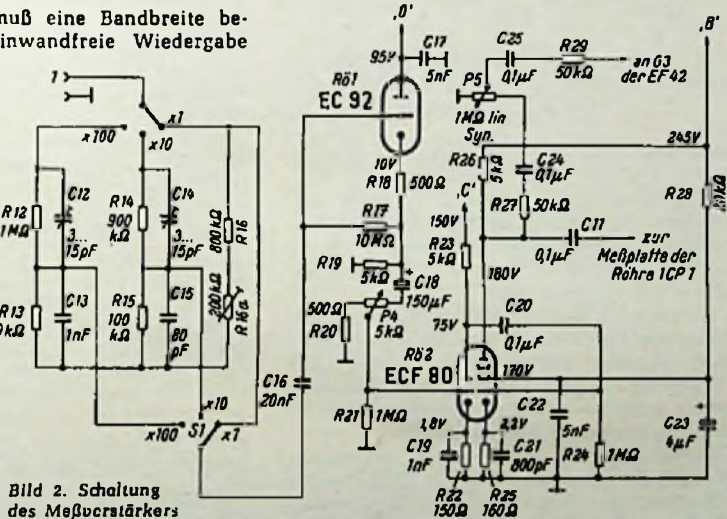 nuß eine Bandbreite be-
inwandfreie Wiedergabe
1
x1
x100
x10
R12
1MΩ
C12
3...
15pF
R14
900
kΩ
C14
3...
15pF
800kΩ
R16
R13
C13
1nF
R15
100
kΩ
C15
80
pF
200kΩ
R16a
x10
x100
S1
x1
C16
20nF
Bild 2. Schaltung
des Meßverstärkers
'D'
95V
C17
5nF
Rö1
EC 92
10V
R18
500Ω
R17
10MΩ
R19
5kΩ
C18
150µF
500Ω
R20
P4
5kΩ
R21
1MΩ
C25
0,1µF
R29
50kΩ
an G3
der EF42
P5
1MΩ lin
Syn.
'B'
245V
R26
5kΩ
C24
0,1µF
R27
50kΩ
R28
'C'
150V
R23
5kΩ
180V
C11
0,1µF
zur
Meßplatte der
Röhre 1CP1
75V
C20
0,1µF
Rö2
ECF 80
170V
1,8V
2,2V
C19
1nF
R22
150Ω
R25
160Ω
C21
800pF
C22
5nF
R24
1MΩ
C23
4µF